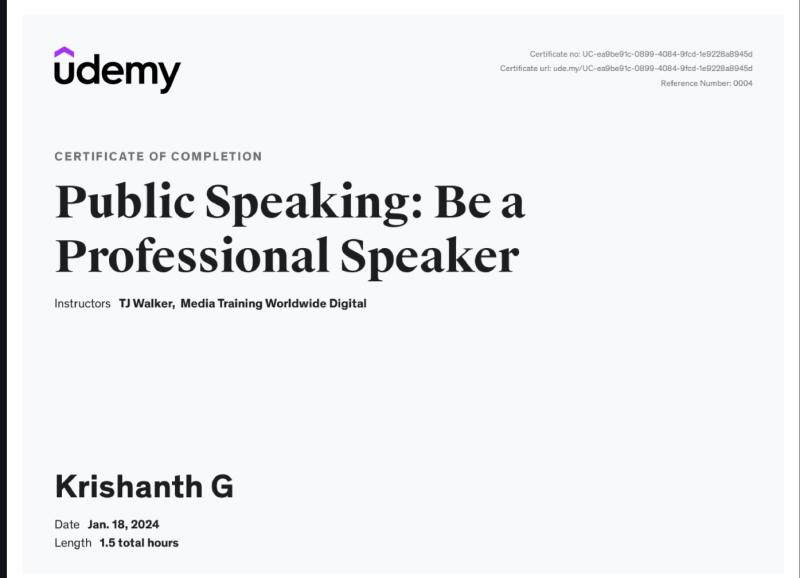 udemy
Certificate no: UC-ea9be91c-0899-4084-9fcd-1e9228a8945d
Certificate url: ude.my/UC-ea9be91c-0899-4084-9fcd-1e9228a8945d
Reference Number: 0004
CERTIFICATE OF COMPLETION
Public Speaking: Be a
Professional Speaker
Instructors TJ Walker, Media Training Worldwide Digital
Krishanth G
Date Jan. 18, 2024
Length 1.5 total hours